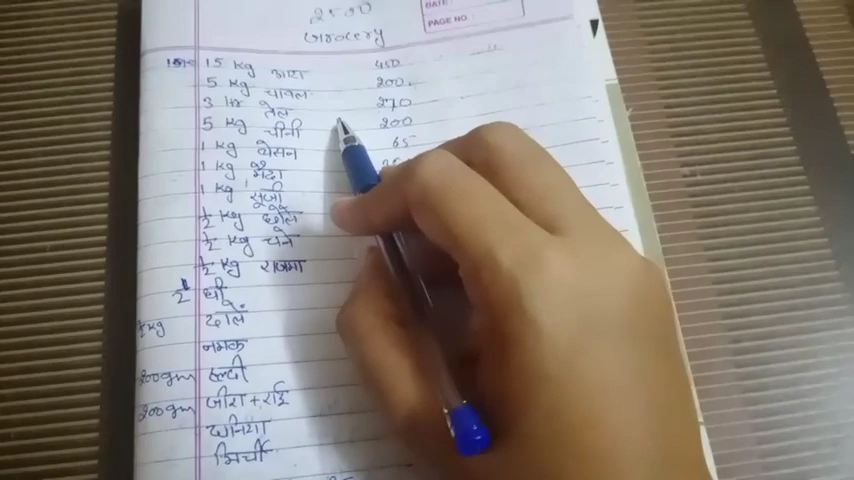 DATE:
PAGE NO.
2500
Grocery
15 kg आटा 450
5 kg चावल 200
3 ltr तेल 270
5 kg चीनी 200
1 kg बेसन 65
1 kg मैदा
1 kg सूजी
1/2 kg छोले
1/2 kg चने
1/2 kg राजमा
घी
दाले
नमक
200gm हल्दी
200gm जीरा + राई
धनिया
मिर्ची